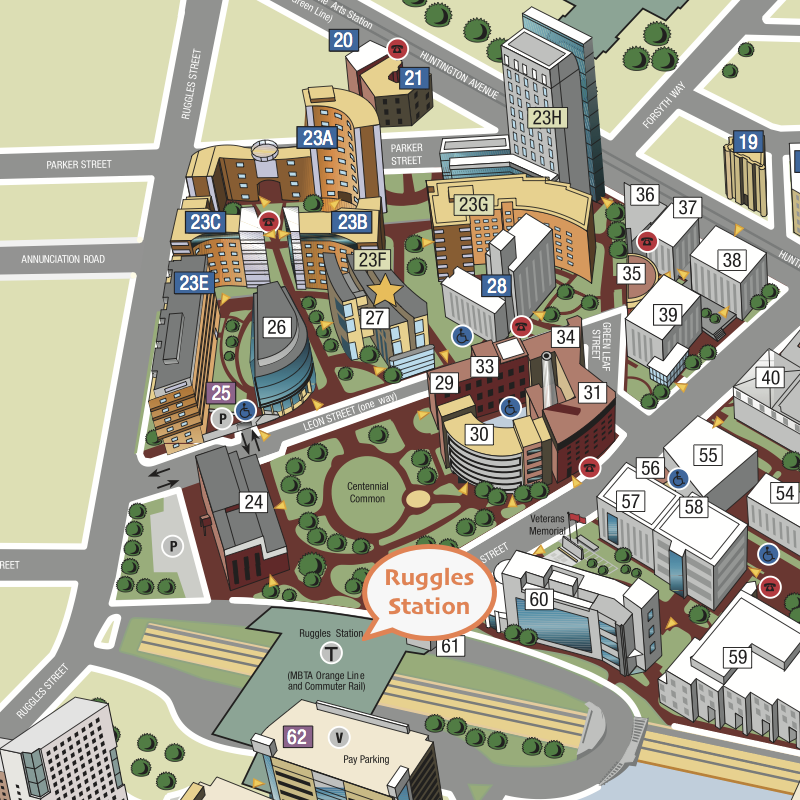 The Arts Station
Green Line)
20
HUNTINGTON AVENUE
21
RUGGLES STREET
FORSYTH WAY
23H
23A
19
PARKER STREET
PARKER
STREET
36
37
23G
23C
23B
38
ANNUNCIATION ROAD
23F
35
23E
28
39
26
27
34
GREEN LEAF
STREET
33
40
29
31
25
P
LEON STREET (one way)
30
55
56
Centennial
Common
57
54
24
58
Veterans
Memorial
P
STREET
REET
Ruggles
Station
60
Ruggles Station
T
61
(MBTA Orange Line
and Commuter Rail)
59
RUGGLES STREET
62
V
Pay Parking